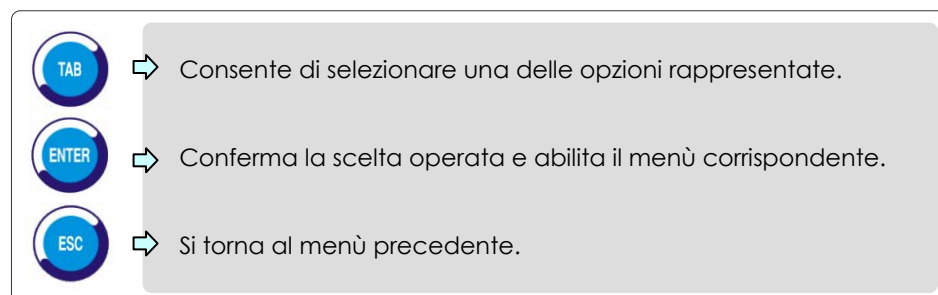 TAB
Consente di selezionare una delle opzioni rappresentate.
ENTER
Conferma la scelta operata e abilita il menù corrispondente.
ESC
Si torna al menù precedente.